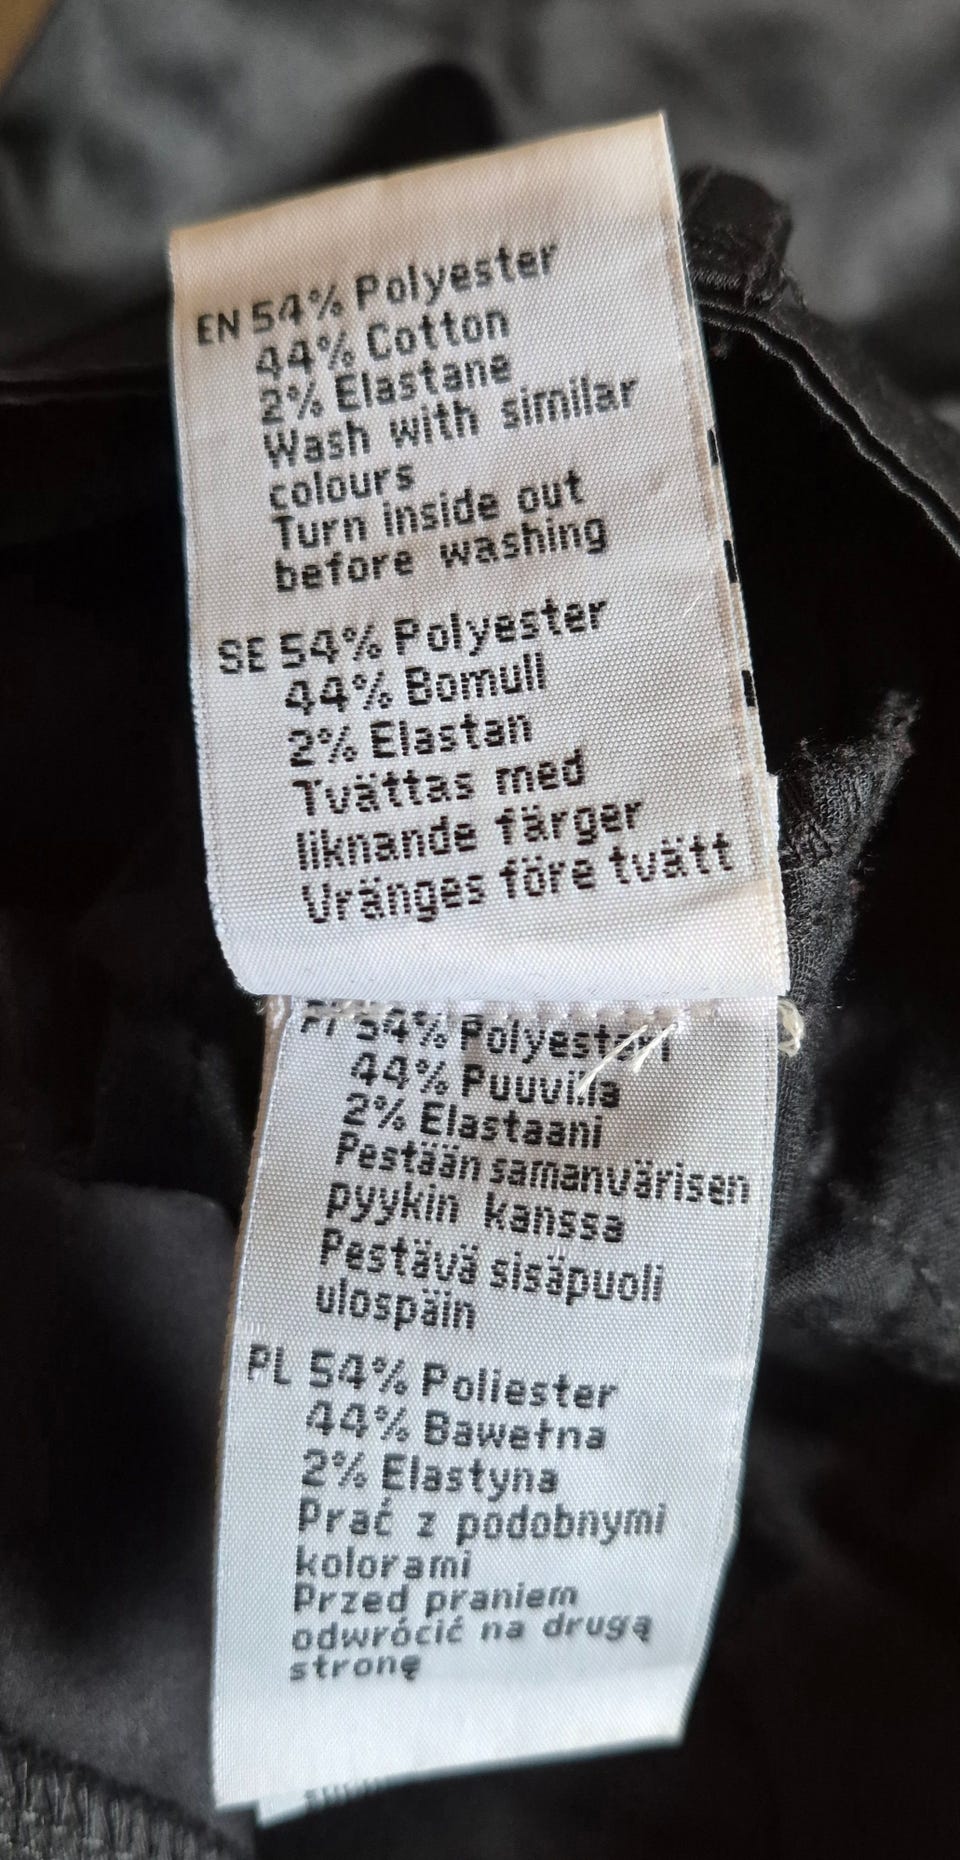 EN 54% Polyester
44% Cotton
2% Elastane
Wash with similar
colours
Turn inside out
before washing
SE 54% Polyester
44% Bomull
2% Elastan
Tvättas med
liknande färger
Vränges före tvätt
FI 54% Polyesteri
44% Puuvilla
2% Elastaani
Pestään samanvärisen
pyykin kanssa
Pestävä sisäpuoli
ulospäin
PL 54% Poliester
44% Bawełna
2% Elastyna
Prać z podobnymi
kolorami
Przed praniem
odwrócić na drugą
stronę